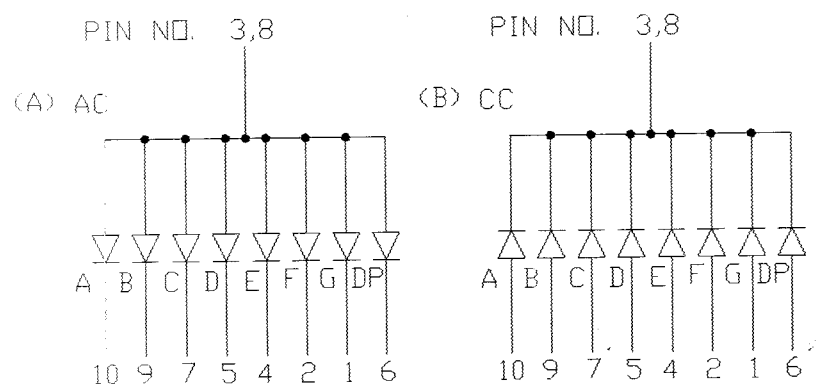 PIN NO. 3,8
(A) AC
A B C D E F G DP
10 9 7 5 4 2 1 6
PIN NO. 3,8
(B) CC
A B C D E F G DP
10 9 7 5 4 2 1 6